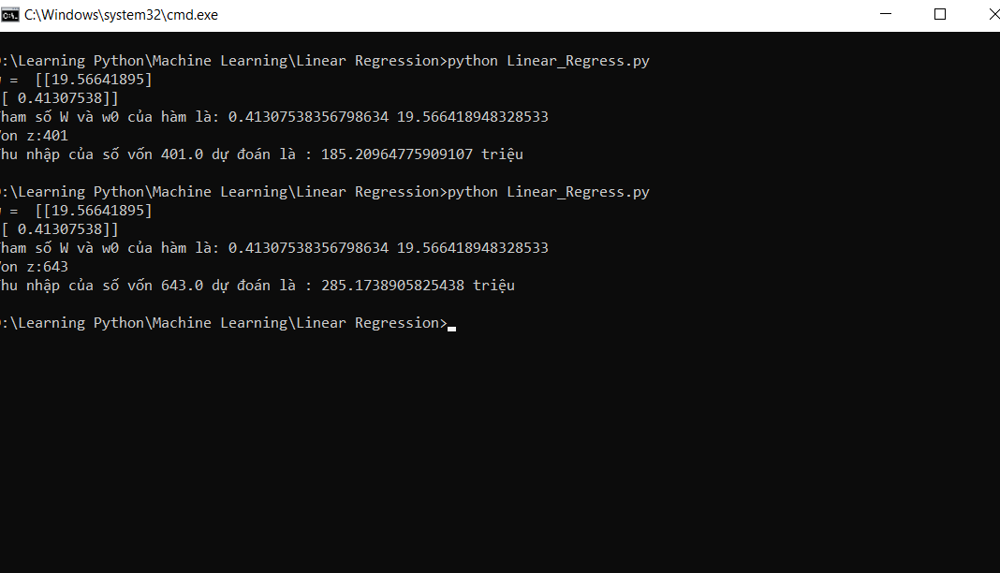 C:\Windows\system32\cmd.exe
:\Learning Python\Machine Learning\Linear Regression>python Linear_Regress.py
= [[19.56641895]
[ 0.41307538]]
ham số W và w0 của hàm là: 0.41307538356798634 19.566418948328533
on z:401
hu nhập của số vốn 401.0 dự đoán là : 185.20964775909107 triệu
:\Learning Python\Machine Learning\Linear Regression>python Linear_Regress.py
= [[19.56641895]
[ 0.41307538]]
ham số W và w0 của hàm là: 0.41307538356798634 19.566418948328533
on z:643
hu nhập của số vốn 643.0 dự đoán là : 285.1738905825438 triệu
:\Learning Python\Machine Learning\Linear Regression>